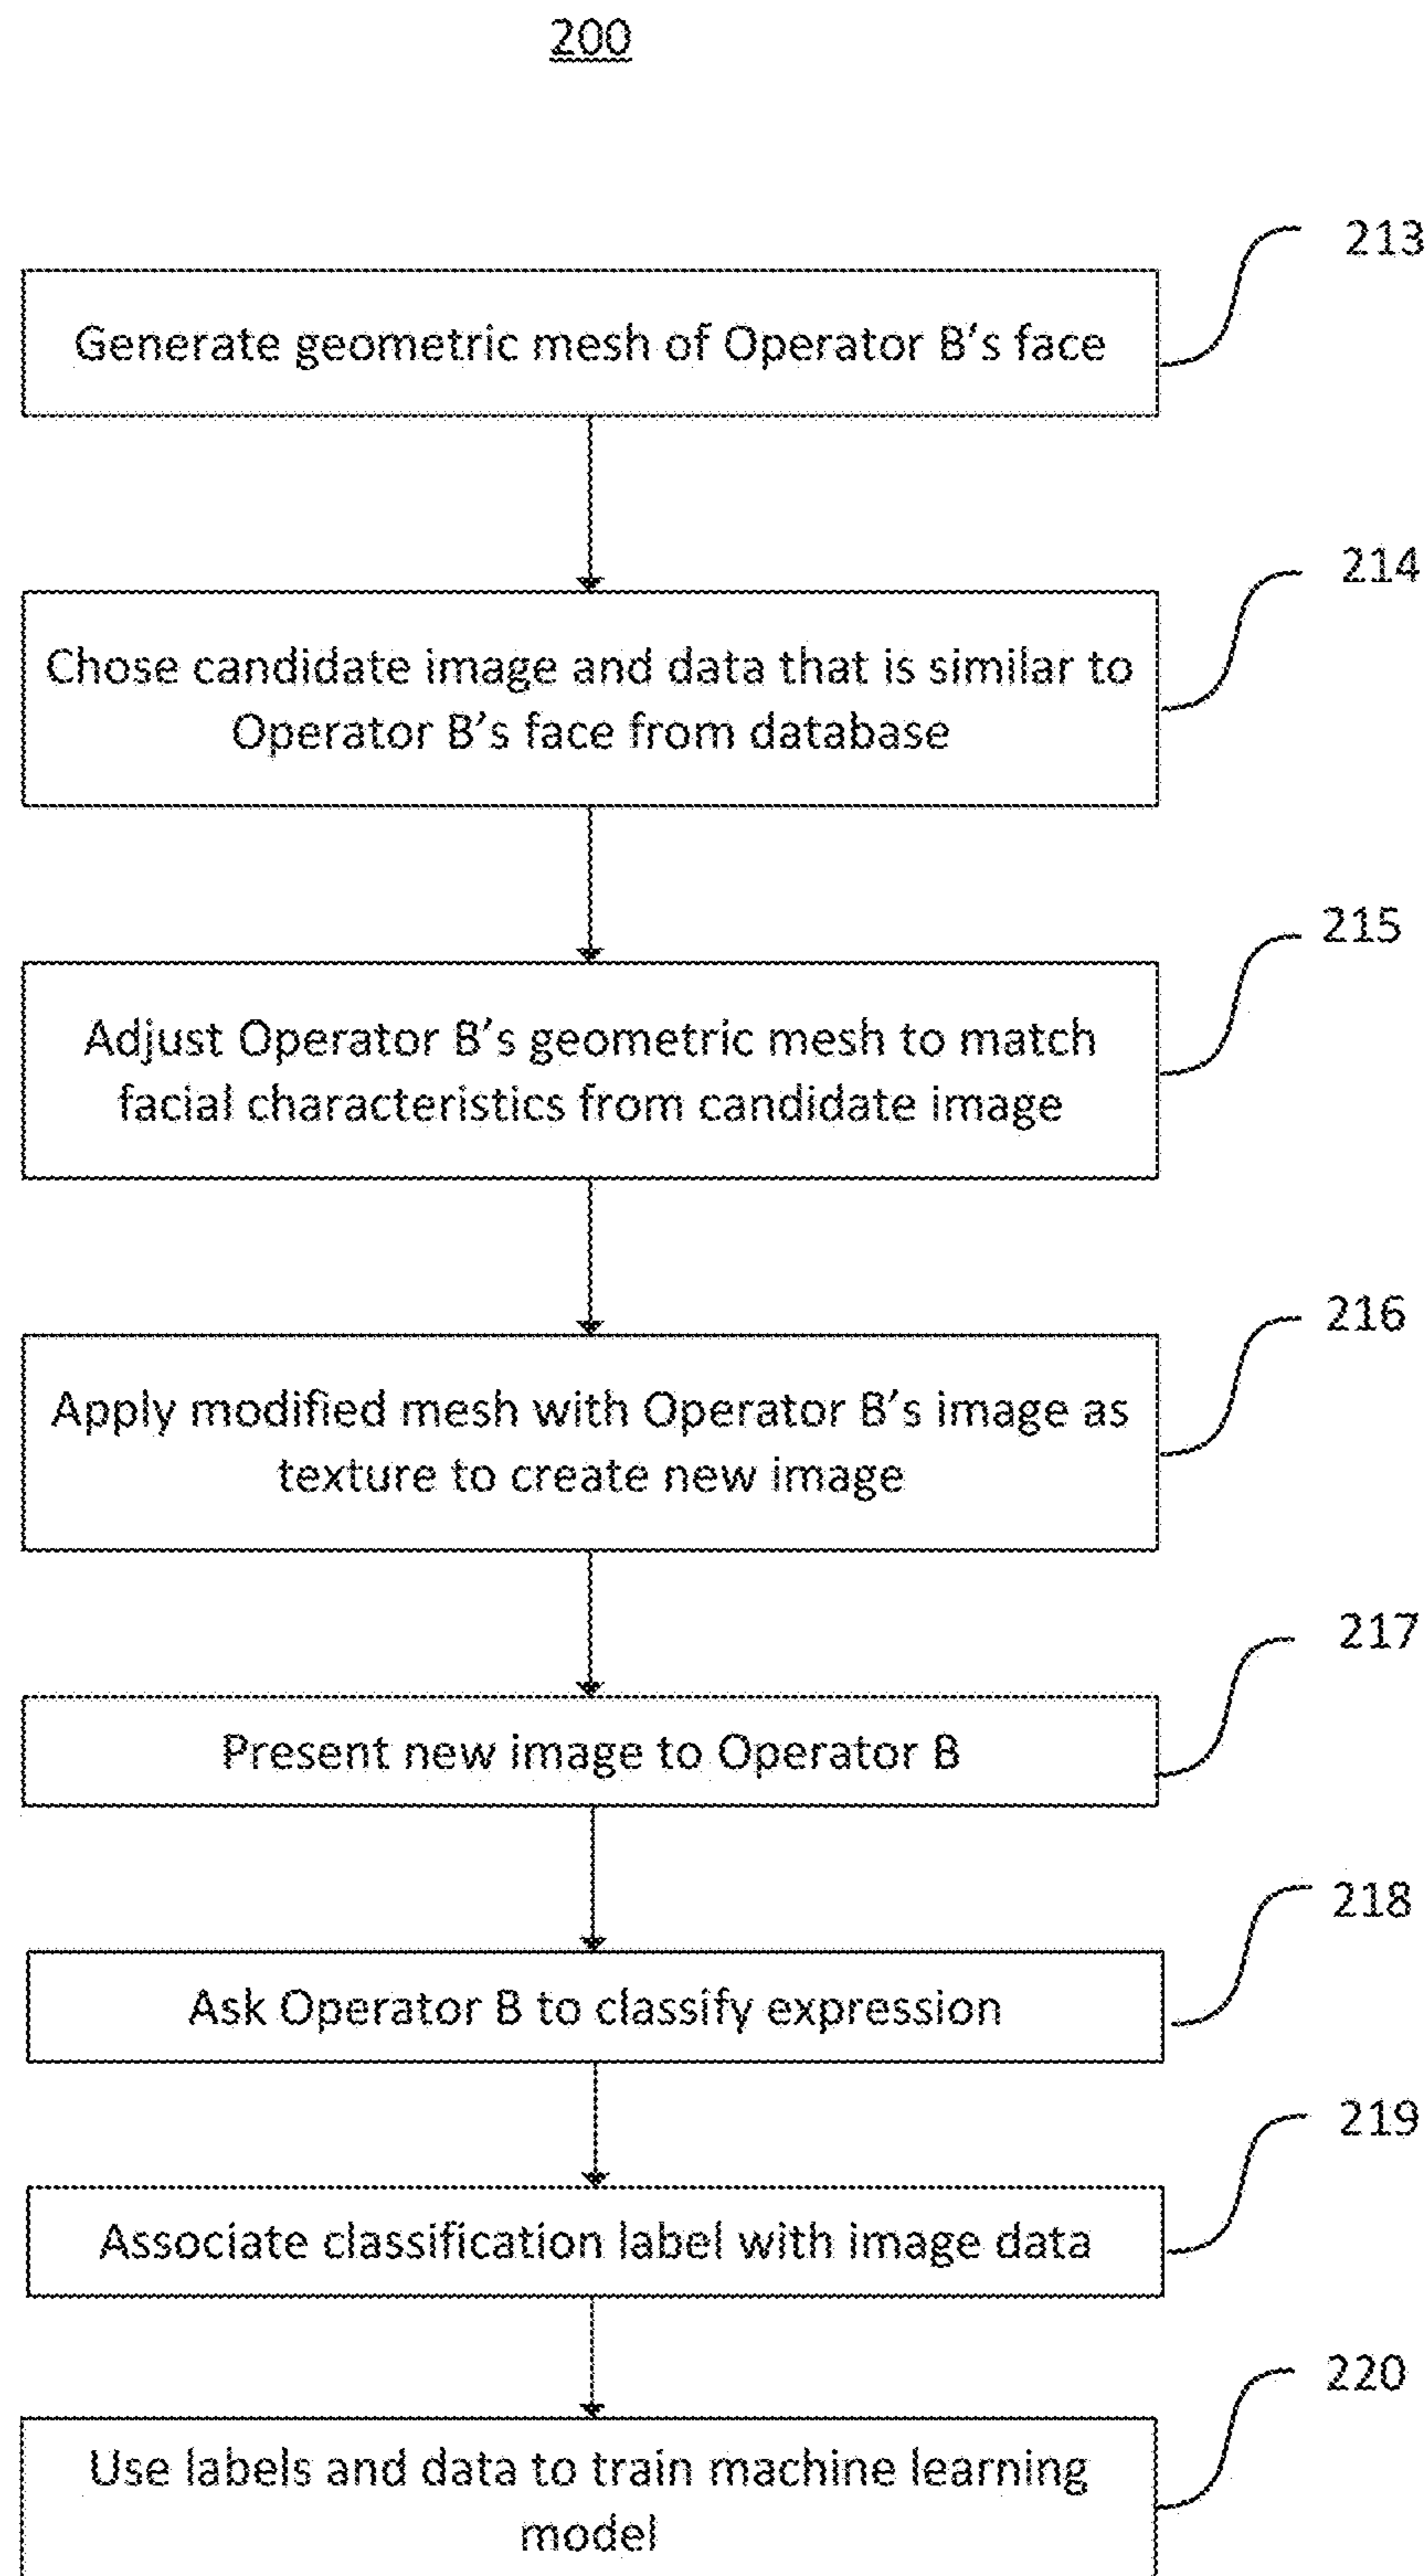 200
213
Generate geometric mesh of Operator B's face
214
Chose candidate image and data that is similar to
Operator B's face from database
215
Adjust Operator B's geometric mesh to match
facial characteristics from candidate image
216
Apply modified mesh with Operator B's image as
texture to create new image
217
Present new image to Operator B
218
Ask Operator B to classify expression
219
Associate classification label with image data
220
Use labels and data to train machine learning
model